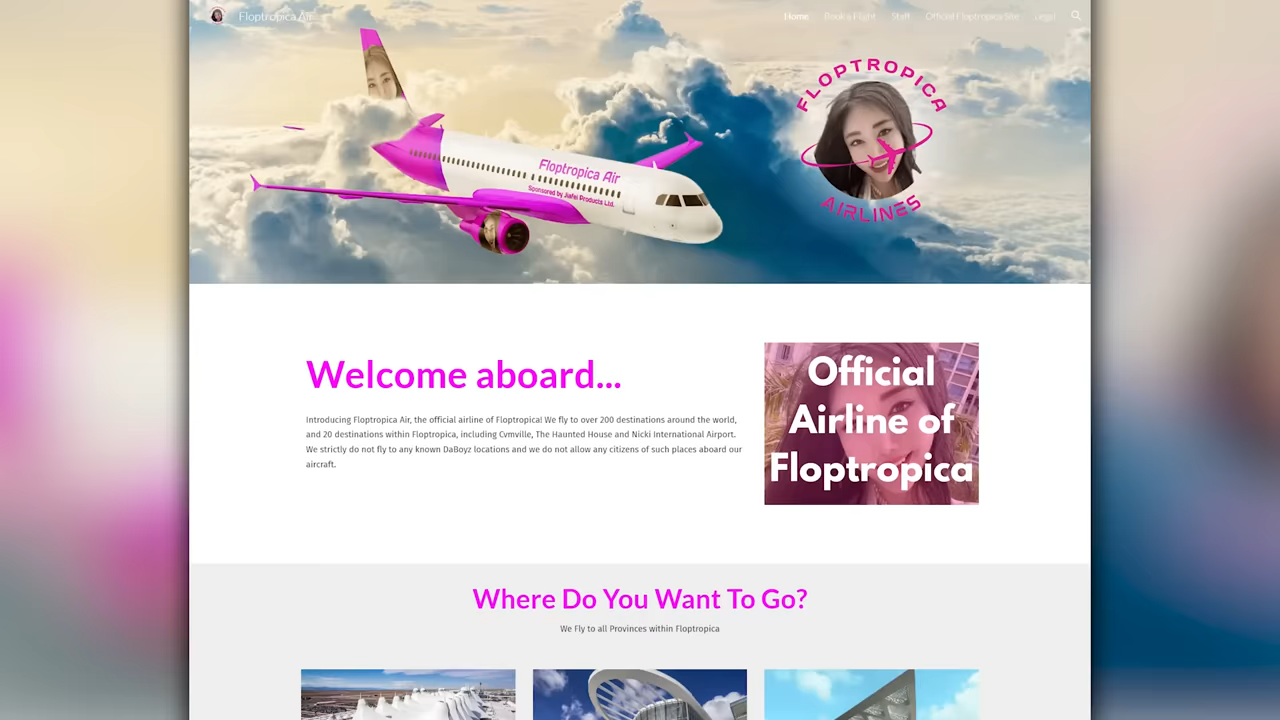 Floptropica Air
Home Book a Flight Staff Official Floptropica Site Legal
FLOPTROPICA
AIRLINES
Floptropica Air
Sponsored by Jiafei Products Ltd.
Welcome aboard...
Introducing Floptropica Air, the official airline of Floptropica! We fly to over 200 destinations around the world,
and 20 destinations within Floptropica, including Cvmville, The Haunted House and Nicki International Airport.
We strictly do not fly to any known DaBoyz locations and we do not allow any citizens of such places aboard our
aircraft.
Official
Airline of
Floptropica
Where Do You Want To Go?
We Fly to all Provinces within Floptropica